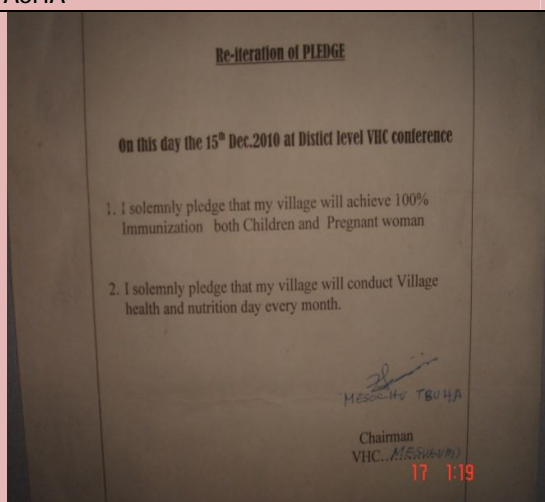 Re-iteration of PLEDGE
On this day the 15th Dec.2010 at Distict level VHC conference
1. I solemnly pledge that my village will achieve 100%
Immunization both Children and Pregnant woman
2. I solemnly pledge that my village will conduct Village
health and nutrition day every month.
Chairman
VHC..
17 1:19